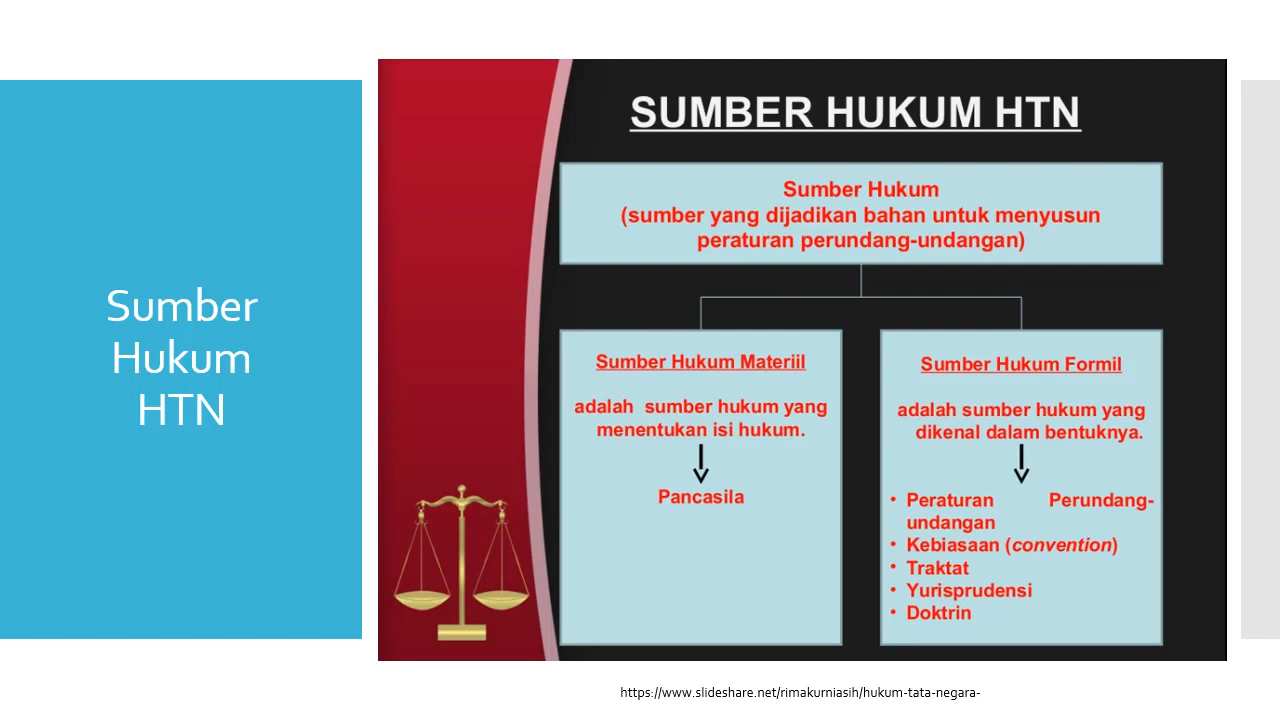 Sumber
Hukum
HTN
SUMBER HUKUM HTN
Sumber Hukum
(sumber yang dijadikan bahan untuk menyusun
peraturan perundang-undangan)
Sumber Hukum Materiil
adalah sumber hukum yang
menentukan isi hukum.
Pancasila
Sumber Hukum Formil
adalah sumber hukum yang
dikenal dalam bentuknya.
• Peraturan Perundang-
undangan
• Kebiasaan (convention)
• Traktat
• Yurisprudensi
• Doktrin
https://www.slideshare.net/rimakurniasih/hukum-tata-negara-